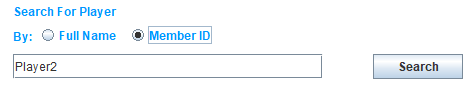 Search For Player
By: Full Name Member ID
Player2 Search